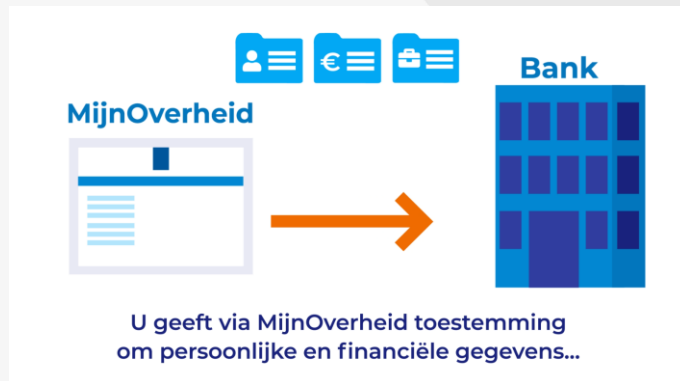 Bank
MijnOverheid
€
U geeft via MijnOverheid toestemming
om persoonlijke en financiële gegevens...